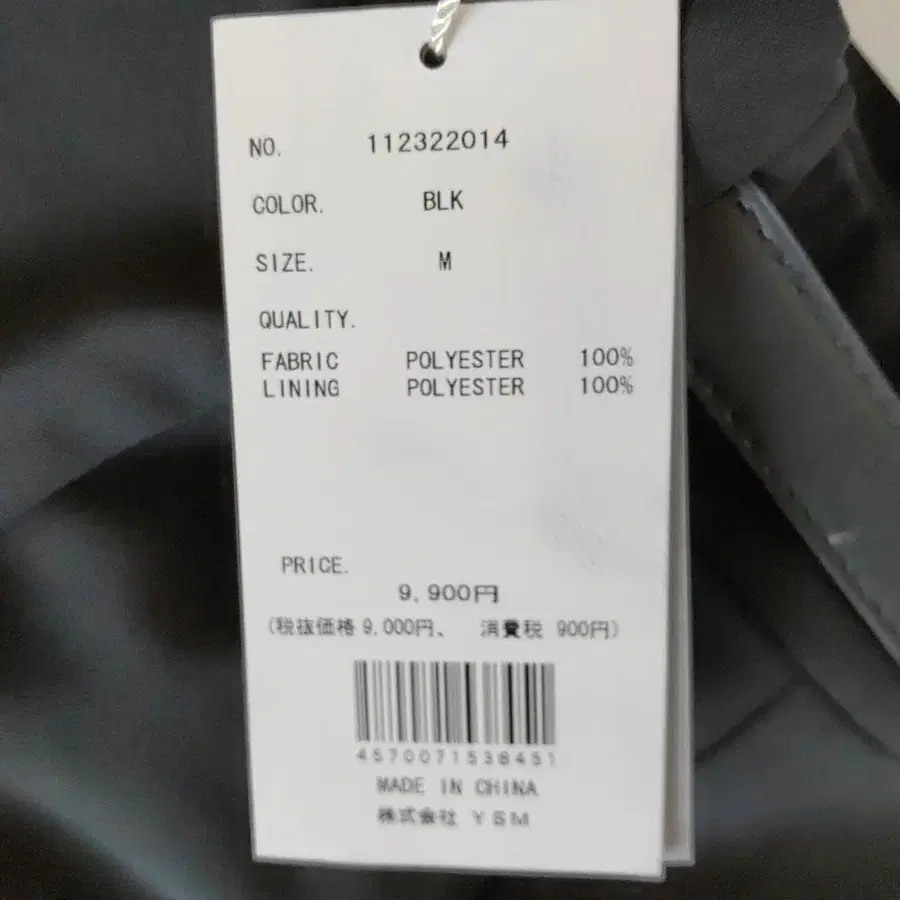 NO. 112322014
COLOR. BLK
SIZE. M
QUALITY.
FABRIC POLYESTER 100%
LINING POLYESTER 100%
PRICE.
9,900円
(税抜価格 9,000円、 消費税 900円)
4570071538451
MADE IN CHINA
株式会社 YSM